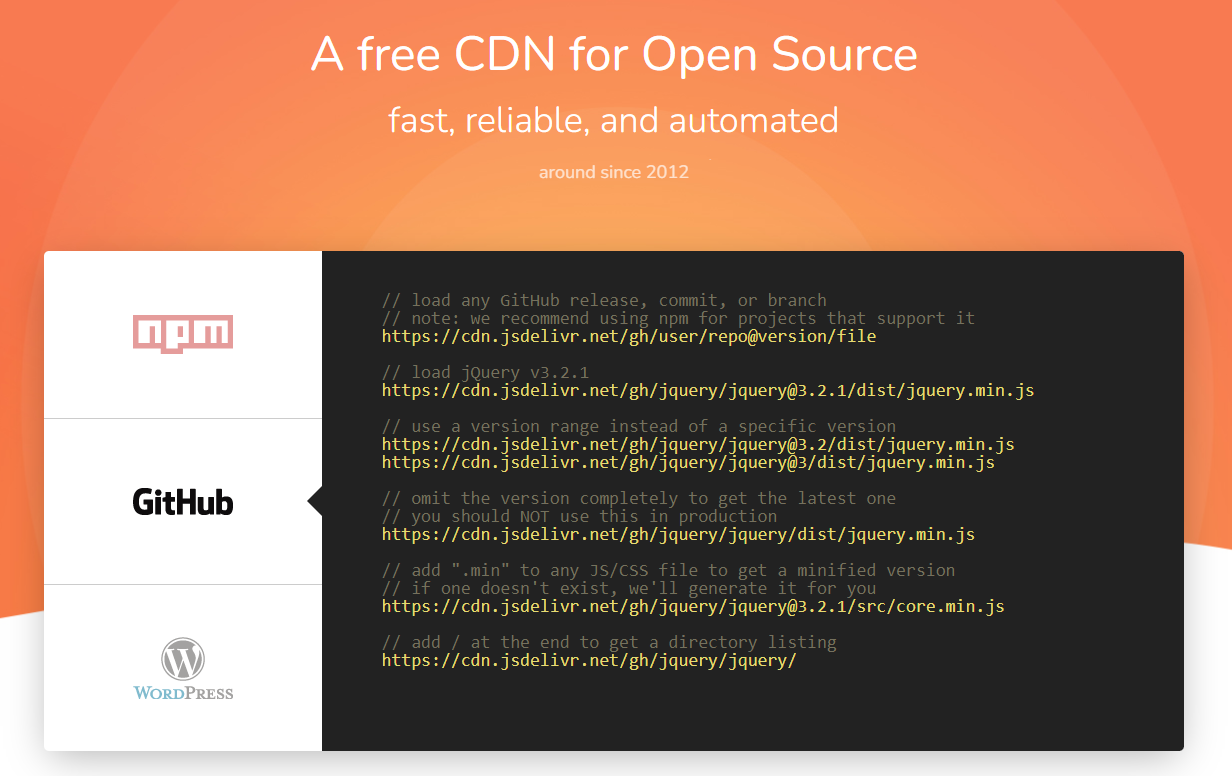 A free CDN for Open Source
fast, reliable, and automated
around since 2012
npm
GitHub
WORDPRESS
// load any GitHub release, commit, or branch
// note: we recommend using npm for projects that support it
https://cdn.jsdelivr.net/gh/user/repo@version/file
// load jQuery v3.2.1
https://cdn.jsdelivr.net/gh/jquery/jquery@3.2.1/dist/jquery.min.js
// use a version range instead of a specific version
https://cdn.jsdelivr.net/gh/jquery/jquery@3.2/dist/jquery.min.js
https://cdn.jsdelivr.net/gh/jquery/jquery@3/dist/jquery.min.js
// omit the version completely to get the latest one
// you should NOT use this in production
https://cdn.jsdelivr.net/gh/jquery/jquery/dist/jquery.min.js
// add ".min" to any JS/CSS file to get a minified version
// if one doesn't exist, we'll generate it for you
https://cdn.jsdelivr.net/gh/jquery/jquery@3.2.1/src/core.min.js
// add / at the end to get a directory listing
https://cdn.jsdelivr.net/gh/jquery/jquery/